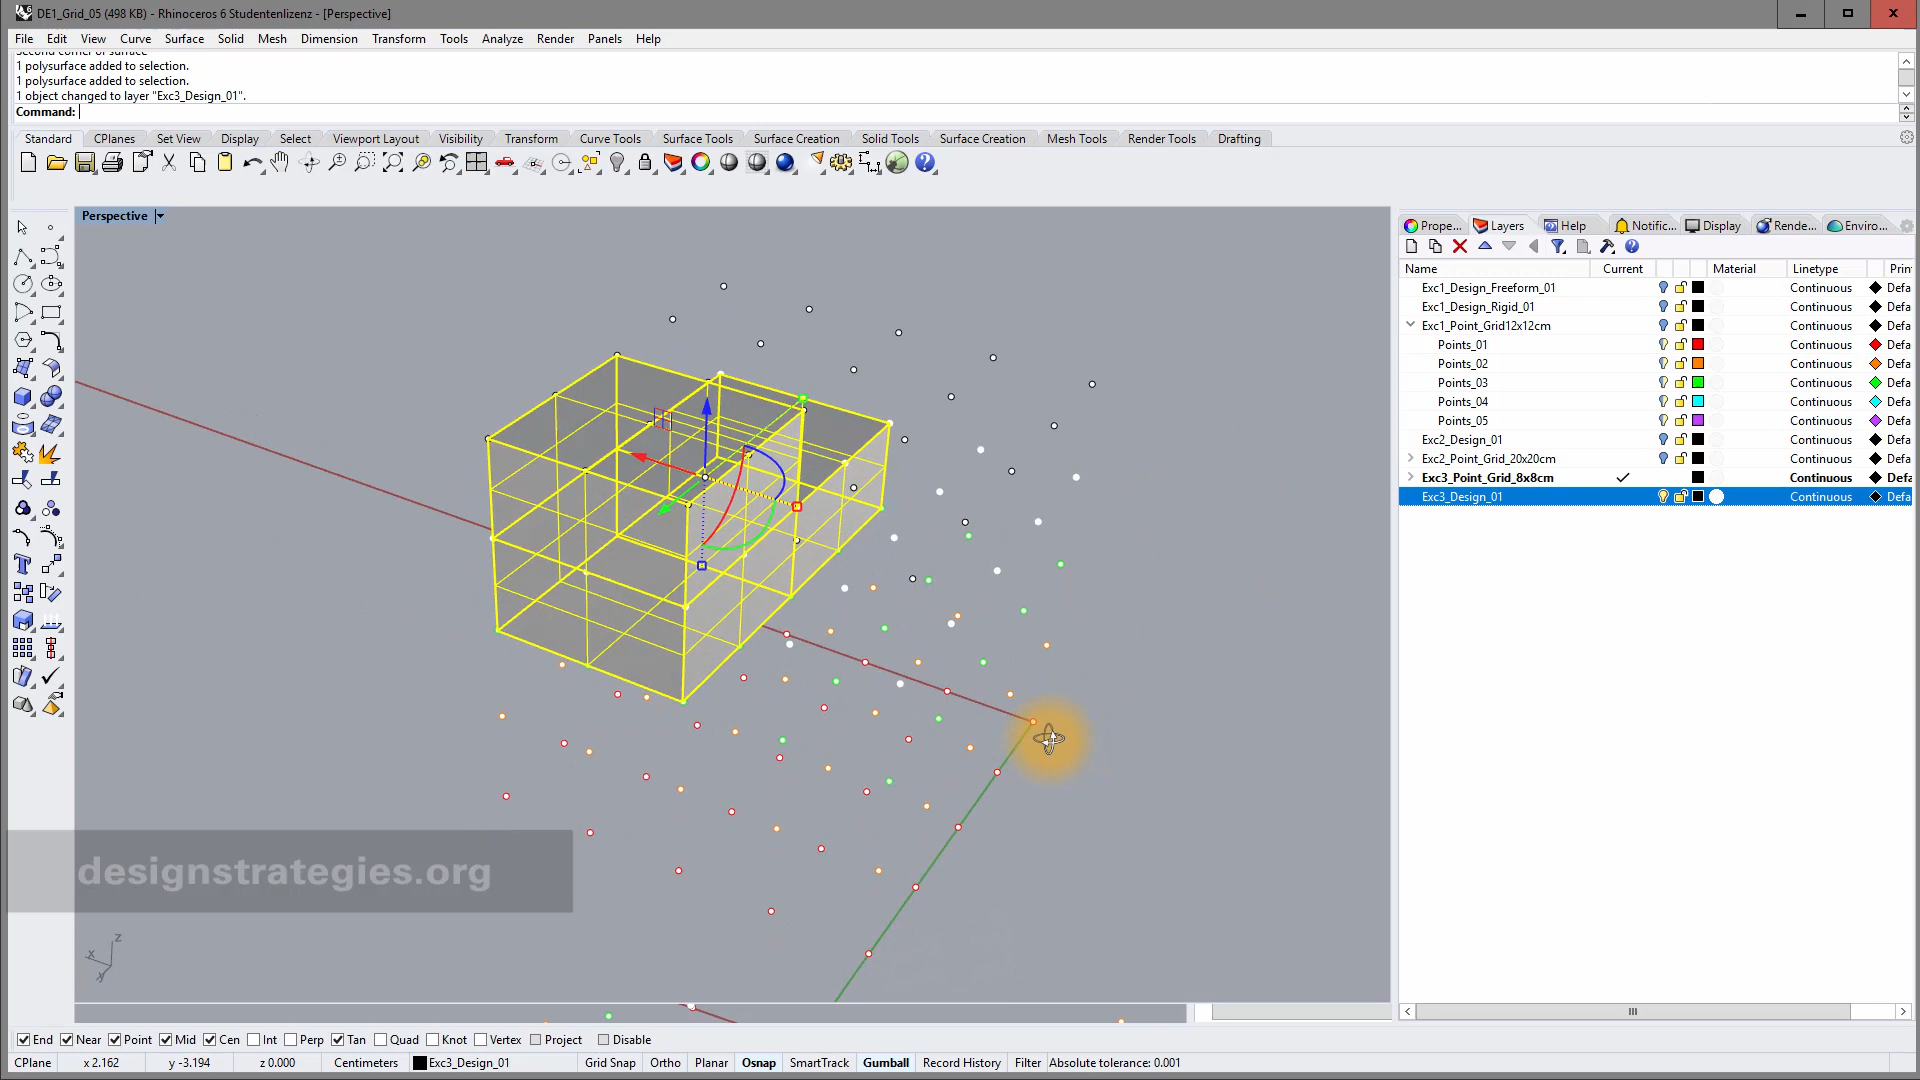 DE1_Grid_05 (498 KB) - Rhinoceros 6 Studentenlizenz - [Perspective]
File Edit View Curve Surface Solid Mesh Dimension Transform Tools Analyze Render Panels Help
Second corner of surface
1 polysurface added to selection.
1 polysurface added to selection.
1 object changed to layer "Exc3_Design_01".
Command:
Standard CPlanes Set View Display Select Viewport Layout Visibility Transform Curve Tools Surface Tools Surface Creation Solid Tools Surface Creation Mesh Tools Render Tools Drafting
Perspective
Prope... Layers Help Notific... Display Rende... Enviro...
Name Current Material Linetype Prin
Exc1_Design_Freeform_01 Continuous Defa
Exc1_Design_Rigid_01 Continuous Defa
Exc1_Point_Grid12x12cm Continuous Defa
Points_01 Continuous Defa
Points_02 Continuous Defa
Points_03 Continuous Defa
Points_04 Continuous Defa
Points_05 Continuous Defa
Exc2_Design_01 Continuous Defa
Exc2_Point_Grid_20x20cm Continuous Defa
Exc3_Point_Grid_8x8cm Continuous Defa
Exc3_Design_01 Continuous Defa
designstrategies.org
z
x
y
End Near Point Mid Cen Int Perp Tan Quad Knot Vertex Project Disable
CPlane x 2.162 y -3.194 z 0.000 Centimeters Exc3_Design_01 Grid Snap Ortho Planar Osnap SmartTrack Gumball Record History Filter Absolute tolerance: 0.001